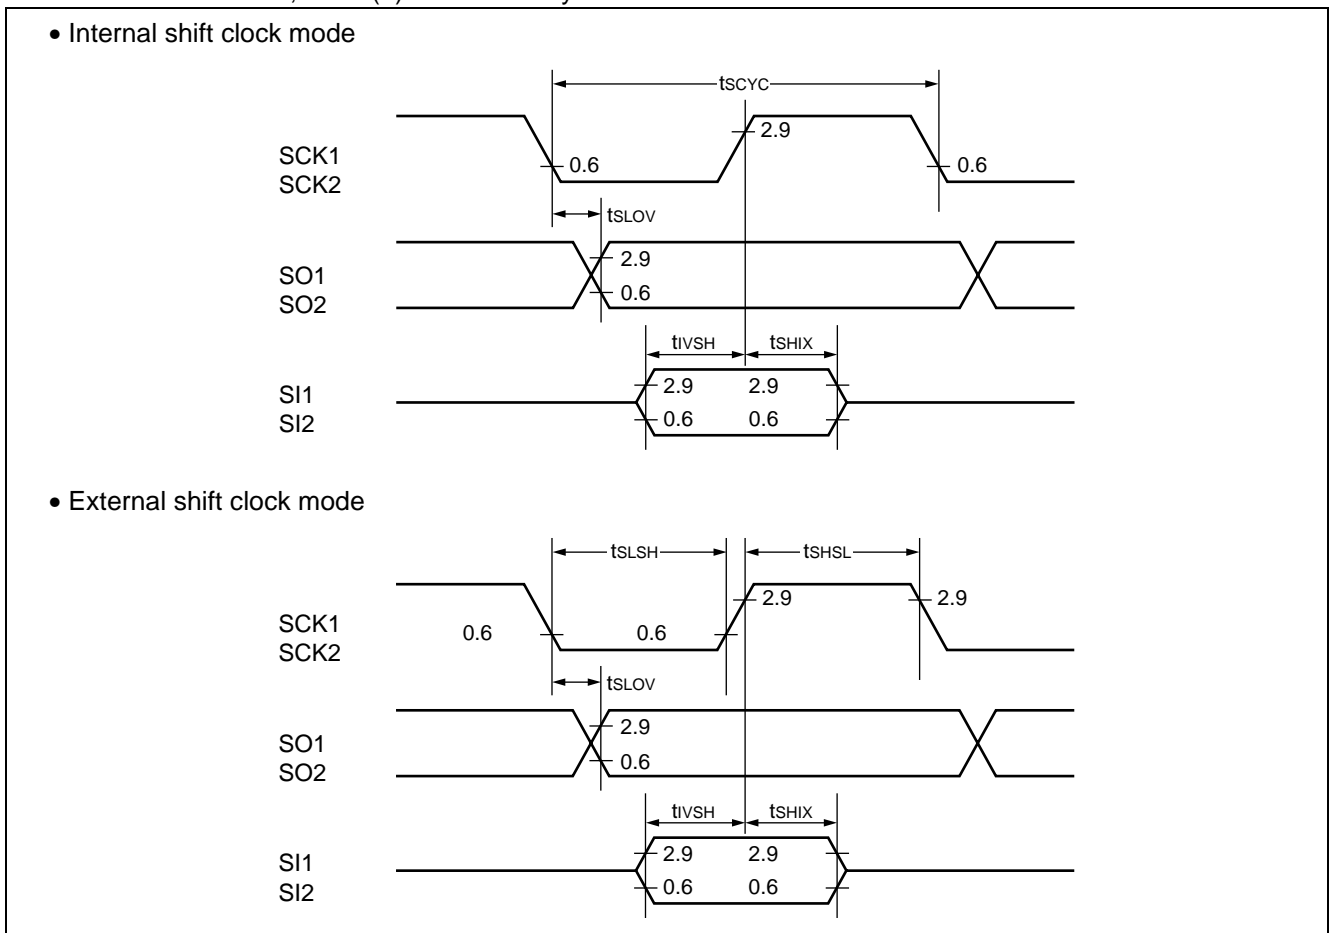 • Internal shift clock mode
tSCYC
2.9
SCK1
0.6
0.6
SCK2
tSLOV
2.9
SO1
0.6
SO2
tIVSH tSHIX
2.9 2.9
SI1
0.6 0.6
SI2
• External shift clock mode
tSLSH tSHSL
2.9 2.9
SCK1
0.6 0.6
SCK2
tSLOV
2.9
SO1
0.6
SO2
tIVSH tSHIX
2.9 2.9
SI1
0.6 0.6
SI2